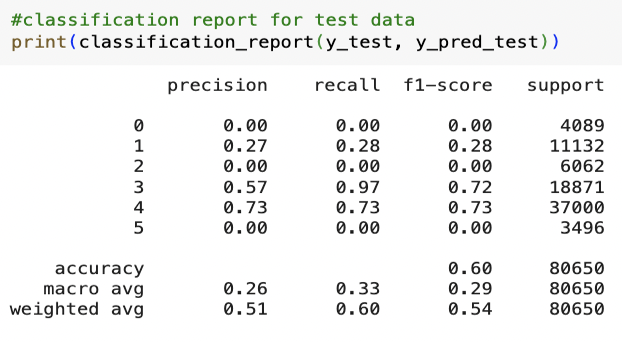 #classification report for test data
print(classification_report(y_test, y_pred_test))
precision recall f1-score support
0 0.00 0.00 0.00 4089
1 0.27 0.28 0.28 11132
2 0.00 0.00 0.00 6062
3 0.57 0.97 0.72 18871
4 0.73 0.73 0.73 37000
5 0.00 0.00 0.00 3496
accuracy 0.60 80650
macro avg 0.26 0.33 0.29 80650
weighted avg 0.51 0.60 0.54 80650